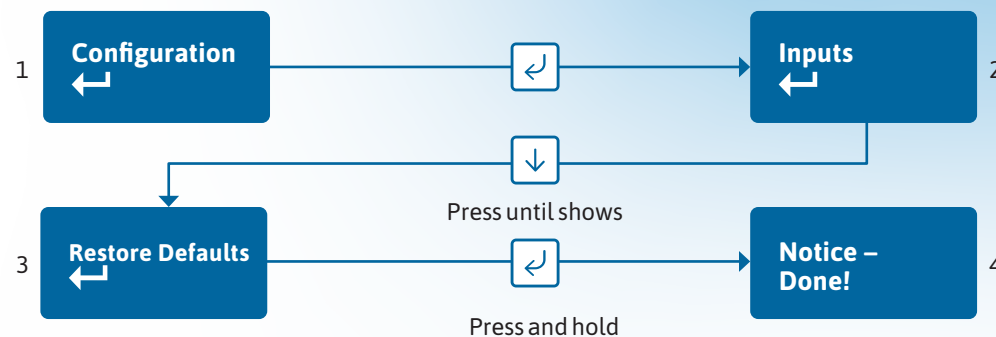 1
Configuration
Inputs
2
Press until shows
3
Restore Defaults
Notice –
Done!
4
Press and hold